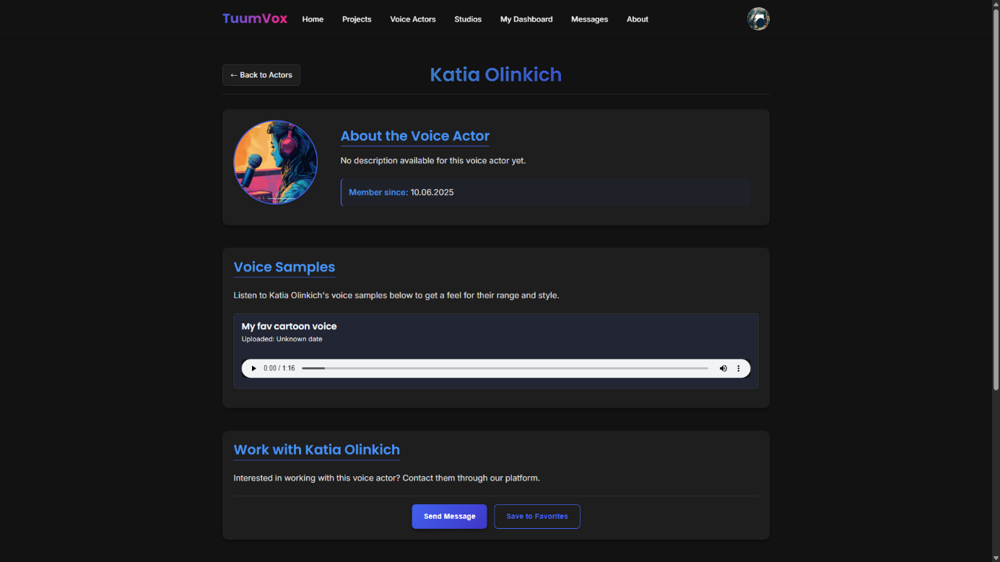 TuumVox
Home
Projects
Voice Actors
Studios
My Dashboard
Messages
About
← Back to Actors
Katia Olinkich
About the Voice Actor
No description available for this voice actor yet.
Member since: 10.06.2025
Voice Samples
Listen to Katia Olinkich's voice samples below to get a feel for their range and style.
My fav cartoon voice
Uploaded: Unknown date
0:00 / 1:16
Work with Katia Olinkich
Interested in working with this voice actor? Contact them through our platform.
Send Message
Save to Favorites